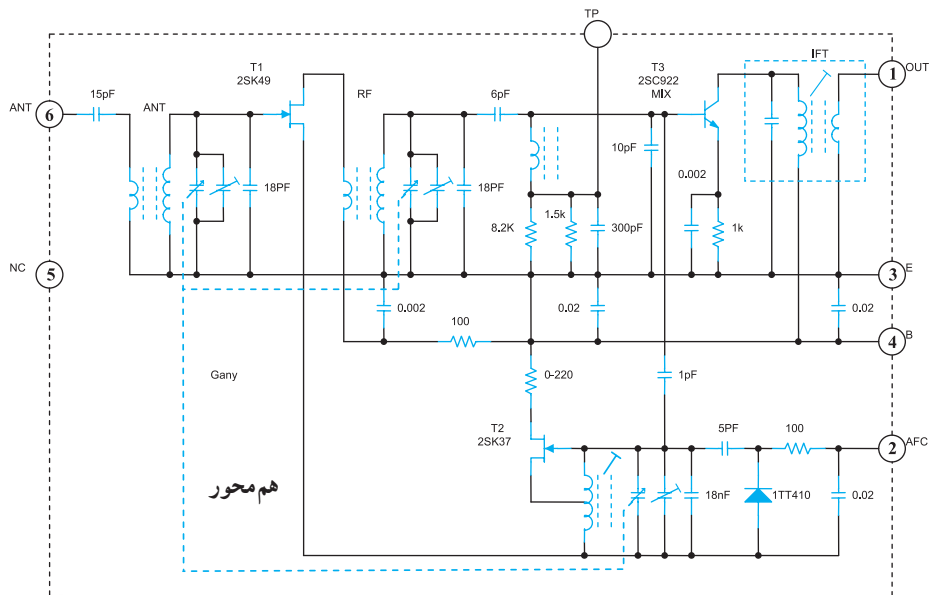 TP
T1
2SK49
T3
2SC922
MIX
IFT
1 OUT
ANT
6
15pF
ANT
RF
6pF
10pF
0.002
18PF
18PF
8.2K
1.5k
300pF
1k
NC
5
3 E
0.002
0.02
0.02
100
4 B
Gany
0-220
1pF
T2
2SK37
5PF
100
2 AFC
هم محور
18nF
1TT410
0.02